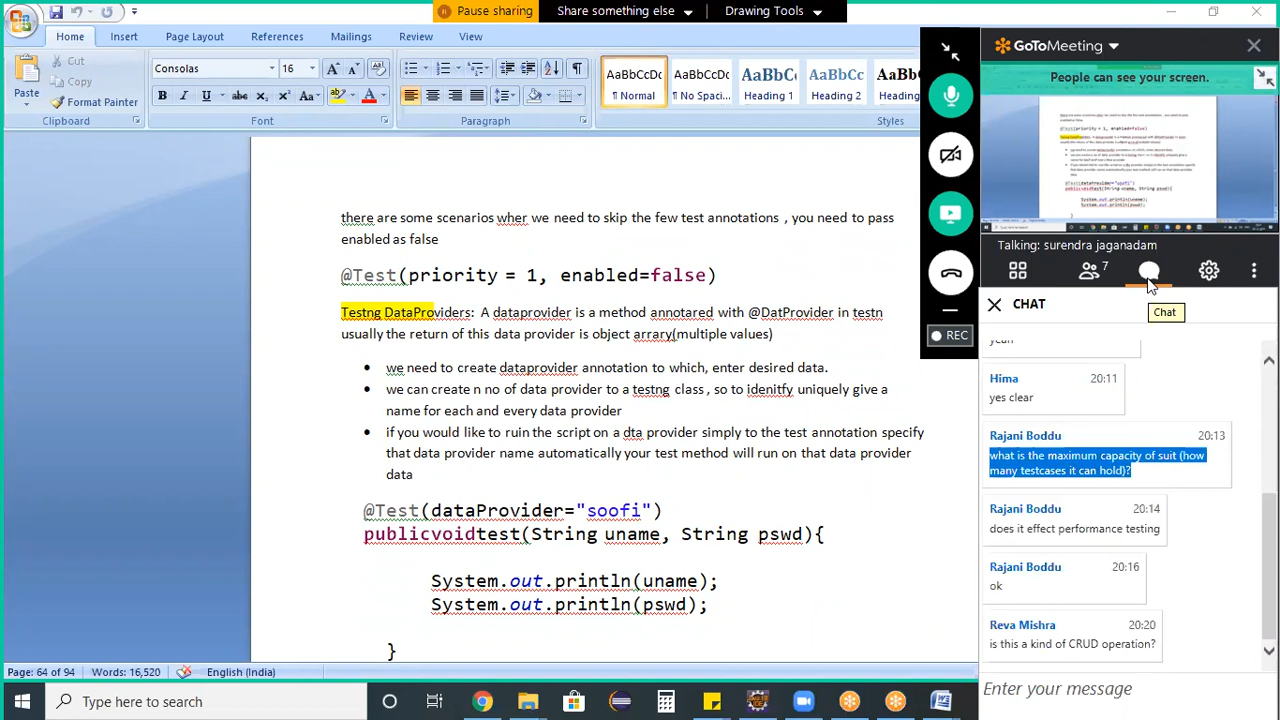 Pause sharing
Share something else
Drawing Tools
Home
Insert
Page Layout
References
Mailings
Review
View
Paste
Cut
Copy
Format Painter
Clipboard
Consolas
16
Font
Paragraph
AaBbCcDc
¶ Normal
AaBbCcDc
¶ No Spaci...
AaBbCc
Heading 1
AaBbCc
Heading 2
AaBbC
Heading
Styles
there are some scenarios wher we need to skip the few test annotations , you need to pass
enabled as false
@Test(priority = 1, enabled=false)
Testng DataProviders: A dataprovider is a method annotared with @DatProvider in testn
usually the return of this data provider is object arrary(multiple values)
• we need to create dataprovider annotation to which, enter desired data.
• we can create n no of data provider to a testng class , so to idenitfy uniquely give a
name for each and every data provider
• if you would like to ruin the script on a dta provider simply to the test annotation specify
that data provider name automatically your test method will run on that data provider
data
@Test(dataProvider="soofi")
publicvoidtest(String uname, String pswd){
System.out.println(uname);
System.out.println(pswd);
}
REC
GoToMeeting
People can see your screen.
Talking: surendra jaganadam
7
CHAT
Chat
yeah
Hima 20:11
yes clear
Rajani Boddu 20:13
what is the maximum capacity of suit (how
many testcases it can hold)?
Rajani Boddu 20:14
does it effect performance testing
Rajani Boddu 20:16
ok
Reva Mishra 20:20
is this a kind of CRUD operation?
Enter your message
Page: 64 of 94
Words: 16,520
English (India)
Type here to search